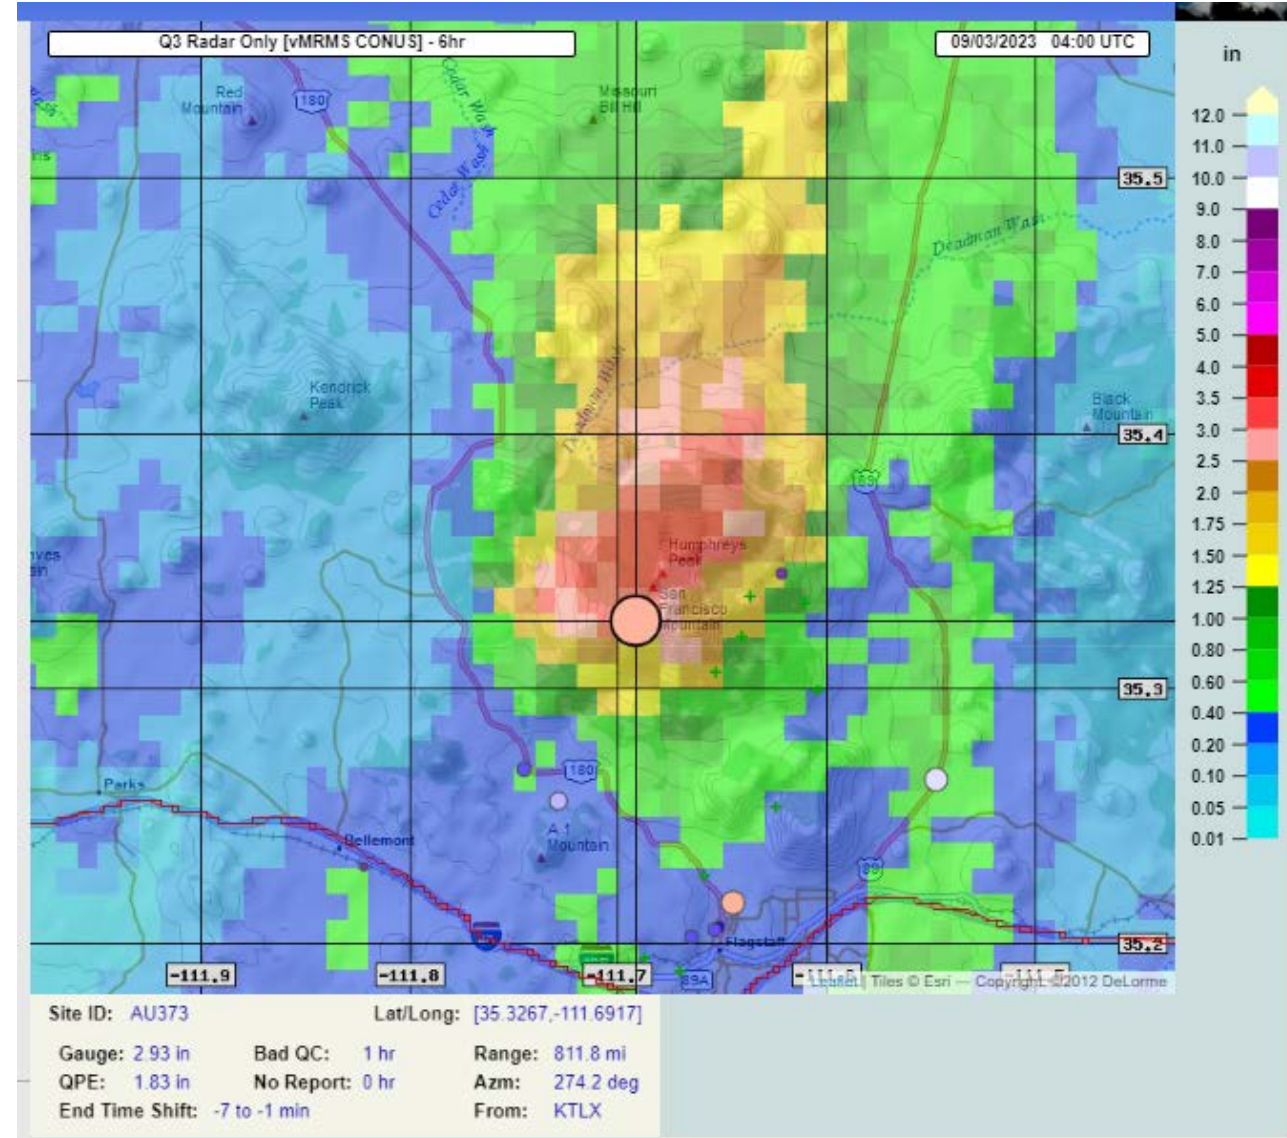 Q3 Radar Only [vMRMS CONUS] - 6hr
09/03/2023 04:00 UTC
in
12.0
11.0
10.0
9.0
8.0
7.0
6.0
5.0
4.0
3.5
3.0
2.5
2.0
1.75
1.50
1.25
1.00
0.80
0.60
0.40
0.20
0.10
0.05
0.01
Red
Mountain
180
Cedar Wash
Cedar Wash
Missouri
Bill Hill
35.5
Deadman Wash
Kendrick
Peak
Deadman Wash
Black
Mountain
35.4
89
Humphreys
Peak
San
Francisco
Mountain
35.3
Parks
180
A 1
Mountain
Bellemont
89
Flagstaff
35.2
89A
-111.9
-111.8
-111.7
Leaflet | Tiles © Esri — Copyright: ©2012 DeLorme
Site ID: AU373
Lat/Long: [35.3267,-111.6917]
Gauge: 2.93 in
Bad QC: 1 hr
Range: 811.8 mi
QPE: 1.83 in
No Report: 0 hr
Azm: 274.2 deg
End Time Shift: -7 to -1 min
From: KTLX